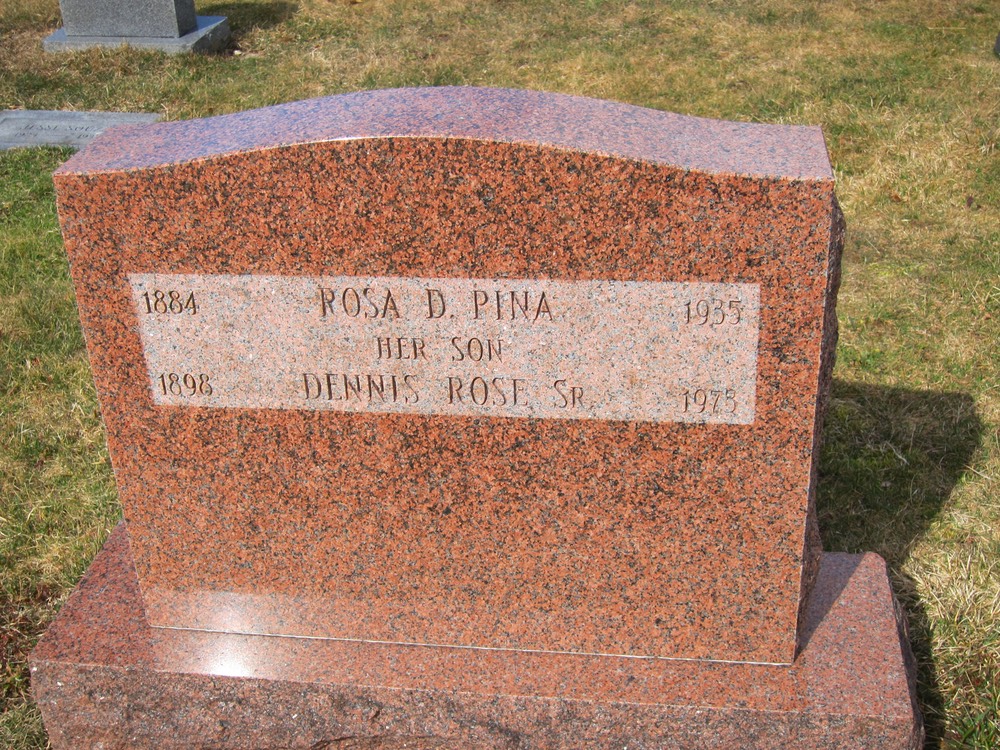 1884 ROSA D. PINA 1935
HER SON
1898 DENNIS ROSE SR. 1975